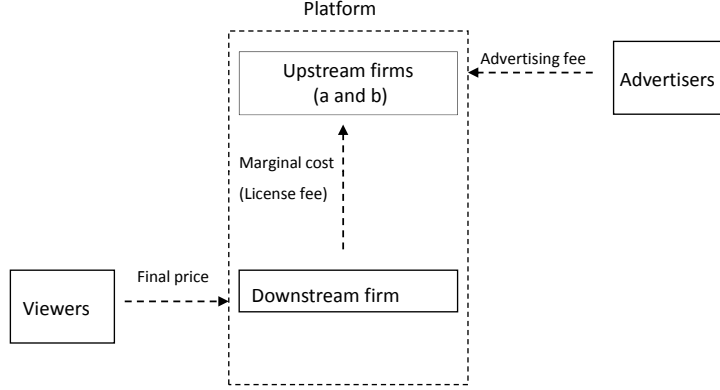 Platform
Upstream firms
(a and b)
Advertising fee
Advertisers
Marginal cost
(License fee)
Final price
Viewers
Downstream firm